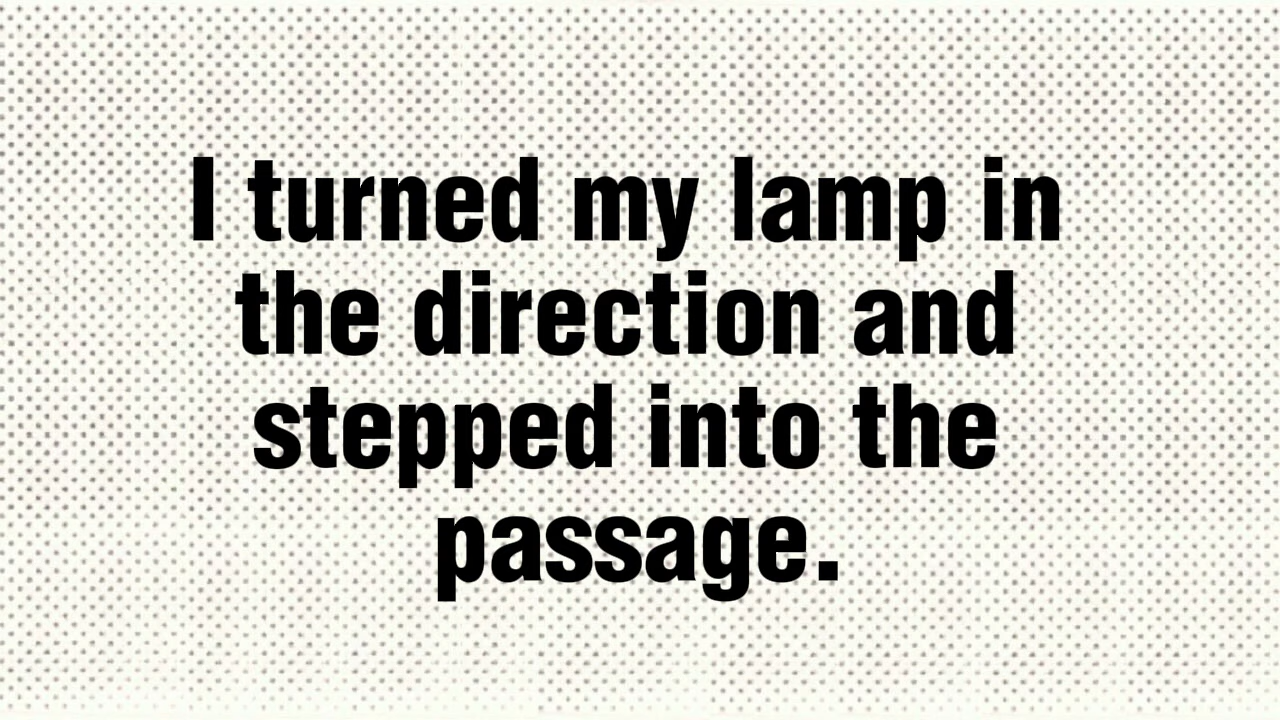 I turned my lamp in
the direction and
stepped into the
passage.